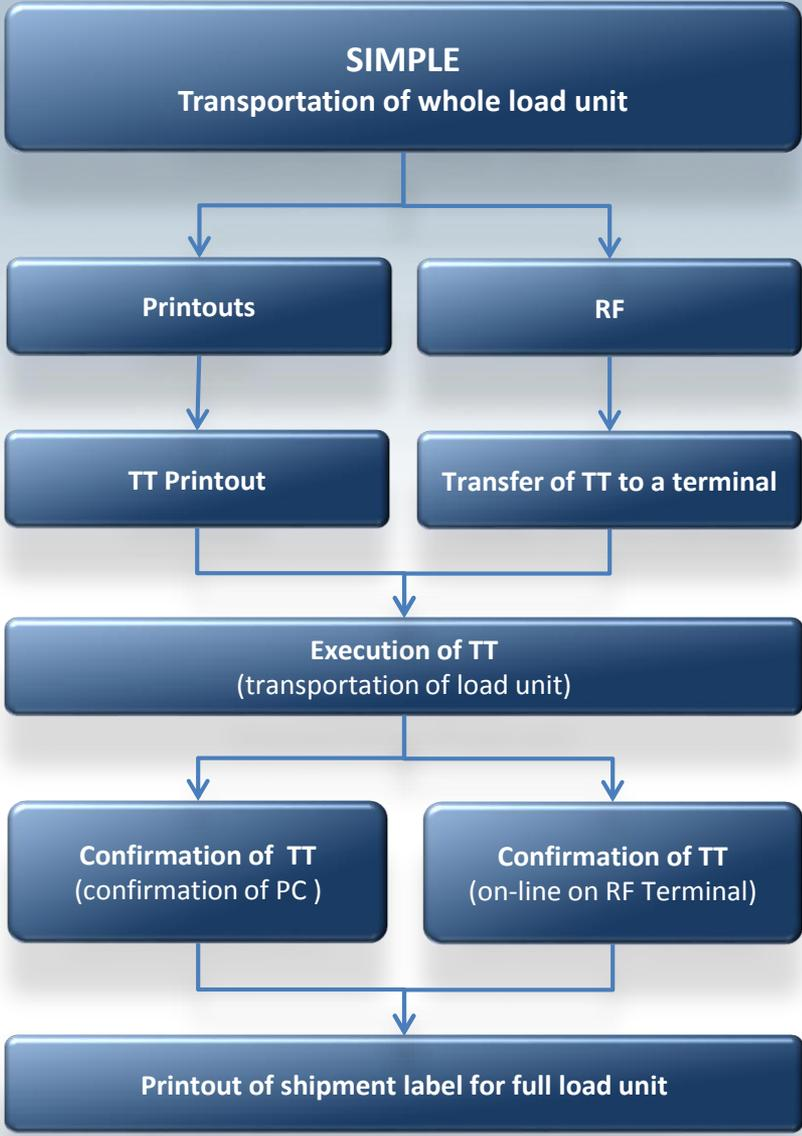 SIMPLE
Transportation of whole load unit
Printouts
RF
TT Printout
Transfer of TT to a terminal
Execution of TT
(transportation of load unit)
Confirmation of  TT
(confirmation of PC )
Confirmation of TT
(on-line on RF Terminal)
Printout of shipment label for full load unit